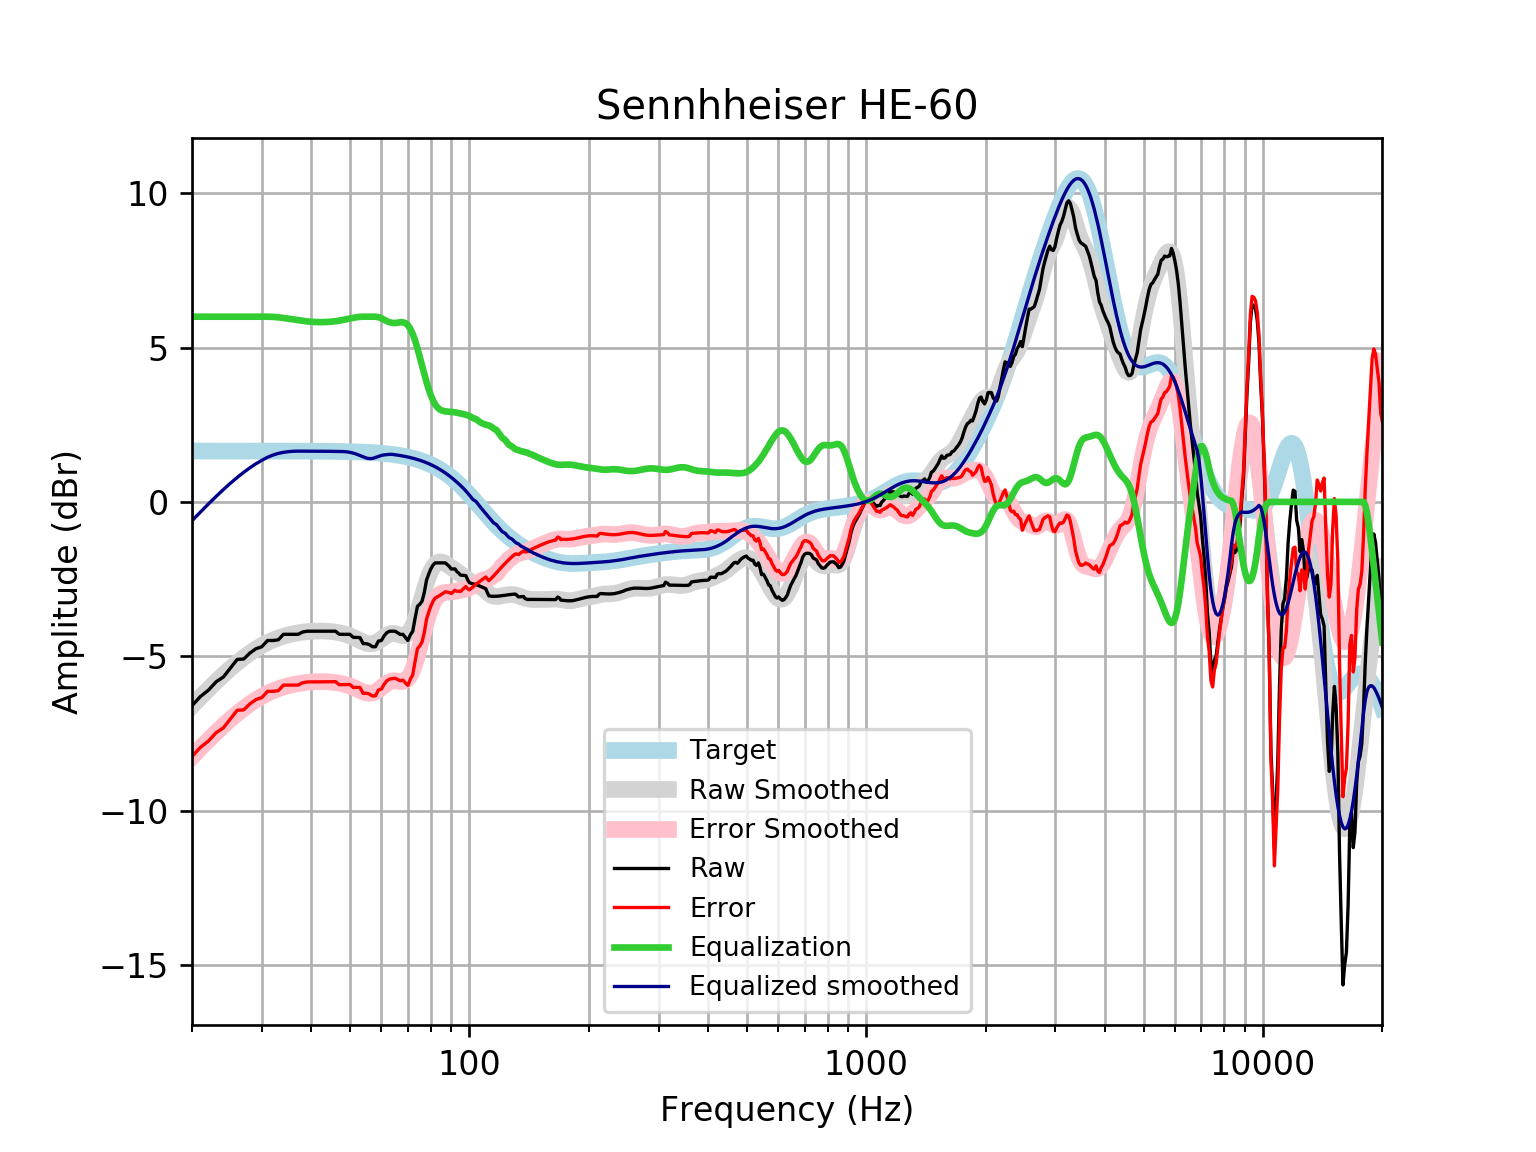 Sennhheiser HE-60
10
5
0
−5
−10
−15
Amplitude (dBr)
Target
Raw Smoothed
Error Smoothed
Raw
Error
Equalization
Equalized smoothed
100
1000
10000
Frequency (Hz)